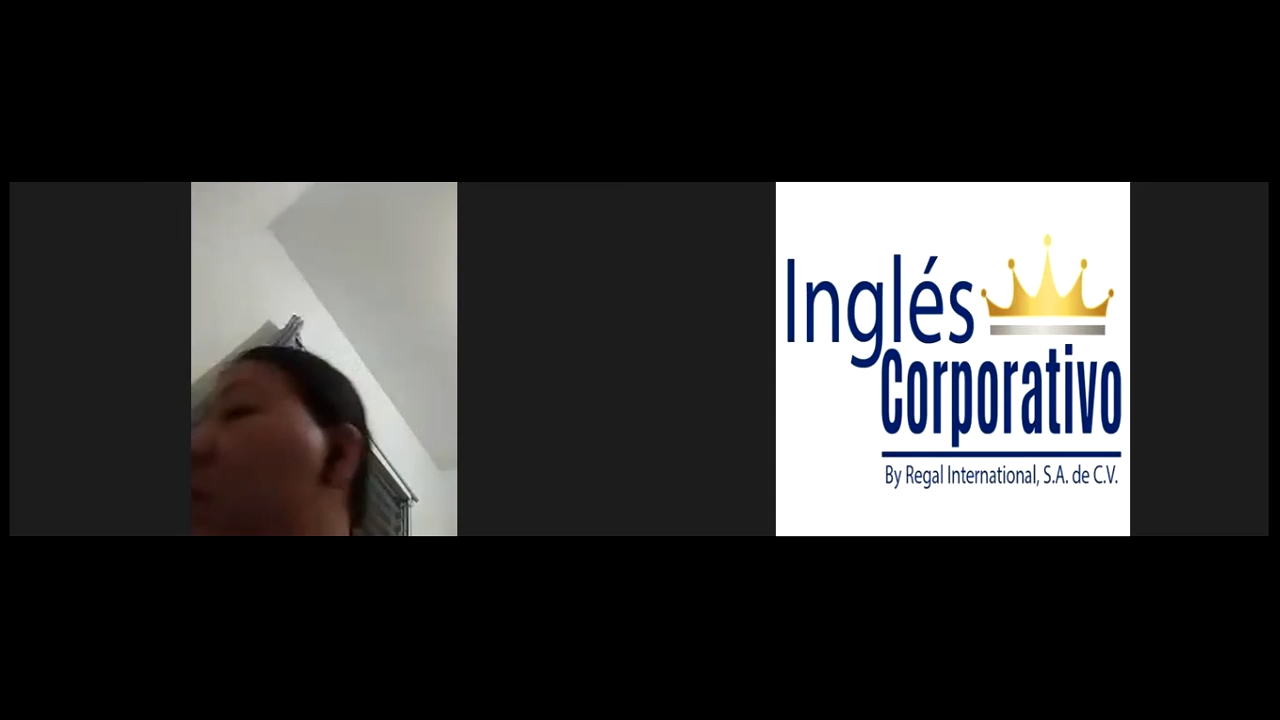 Inglés
Corporativo
By Regal International, S.A. de C.V.